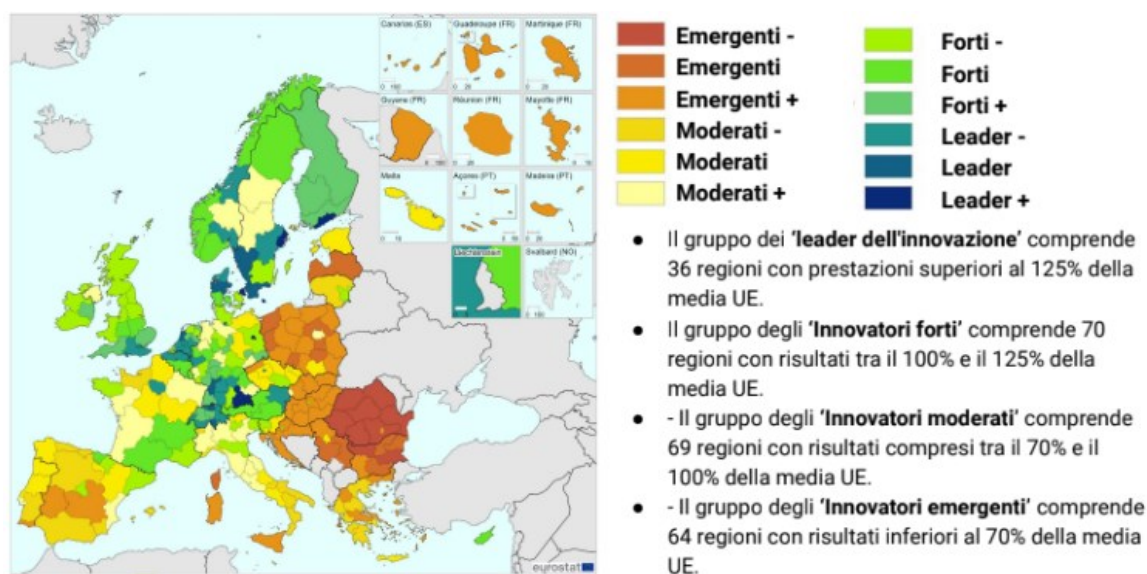 Canarias (ES)
Guadeloupe (FR)
Martinique (FR)
Guyane (FR)
Réunion (FR)
Mayotte (FR)
Malta
Açores (PT)
Madeira (PT)
Liechtenstein
Svalbard (NO)
eurostat
Emergenti -
Emergenti
Emergenti +
Moderati -
Moderati
Moderati +
Forti -
Forti
Forti +
Leader -
Leader
Leader +
● Il gruppo dei ‘leader dell'innovazione’ comprende
36 regioni con prestazioni superiori al 125% della
media UE.
● Il gruppo degli ‘Innovatori forti’ comprende 70
regioni con risultati tra il 100% e il 125% della
media UE.
● - Il gruppo degli ‘Innovatori moderati’ comprende
69 regioni con risultati compresi tra il 70% e il
100% della media UE.
● - Il gruppo degli ‘Innovatori emergenti’ comprende
64 regioni con risultati inferiori al 70% della media
UE.